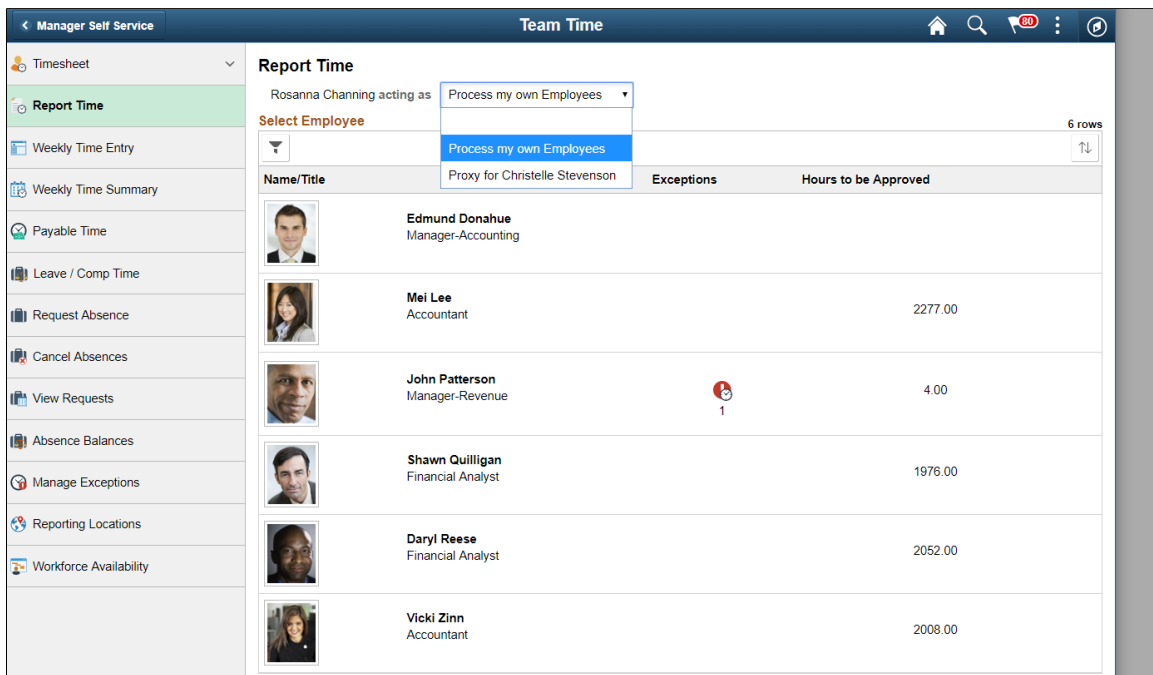 Manager Self Service
Team Time
80
Timesheet
Report Time
Weekly Time Entry
Weekly Time Summary
Payable Time
Leave / Comp Time
Request Absence
Cancel Absences
View Requests
Absence Balances
Manage Exceptions
Reporting Locations
Workforce Availability
Report Time
Rosanna Channing acting as Process my own Employees
Process my own Employees
Proxy for Christelle Stevenson
Select Employee
6 rows
Name/Title Exceptions Hours to be Approved
Edmund Donahue
Manager-Accounting
Mei Lee
Accountant
2277.00
John Patterson
Manager-Revenue
1
4.00
Shawn Quilligan
Financial Analyst
1976.00
Daryl Reese
Financial Analyst
2052.00
Vicki Zinn
Accountant
2008.00